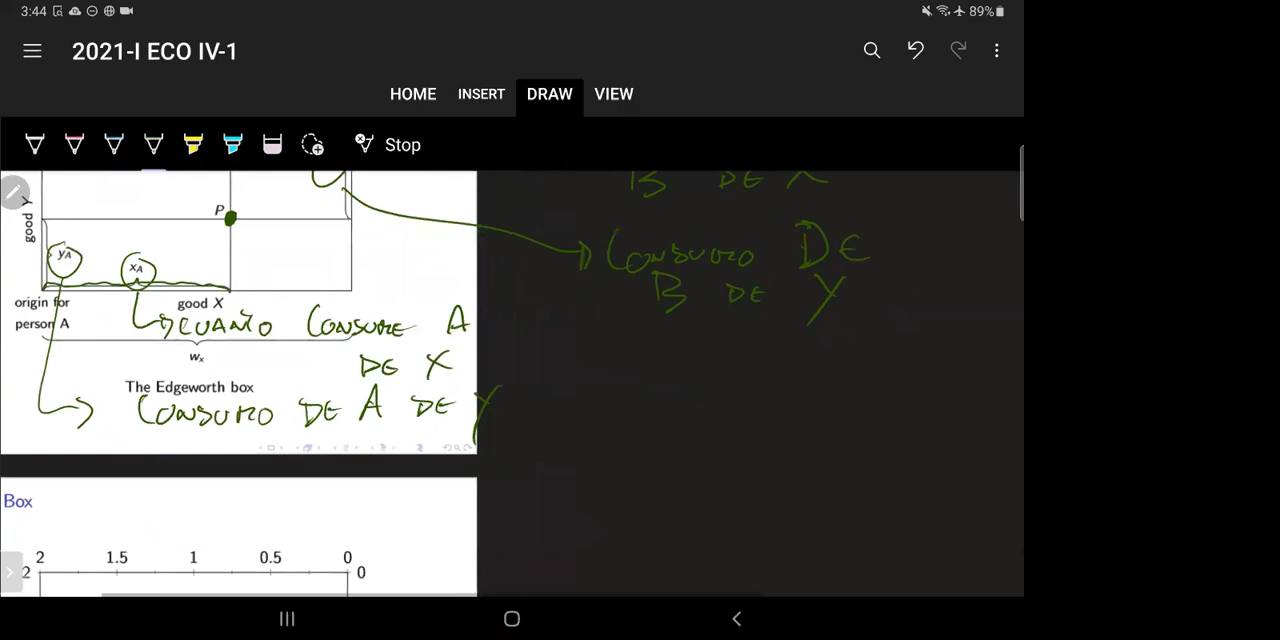 3:44
89%
2021-I ECO IV-1
HOME INSERT DRAW VIEW
Stop
B DE X
P
good Y
CONSUMO DE
B DE Y
yA
xA
origin for
person A
good X
CUANTO CONSUME A
DE X
wx
The Edgeworth box
CONSUMO DE A DE Y
Box
2 1.5 1 0.5 0
2 0